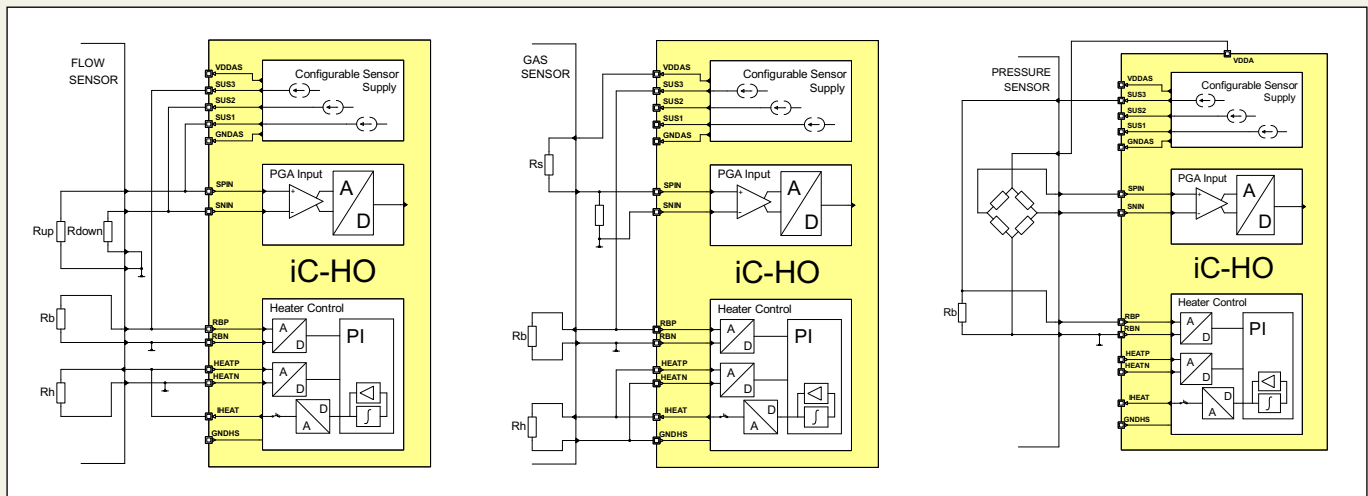 FLOW
SENSOR
VDDAS
SUS3
SUS2
SUS1
GNDAS
Configurable Sensor
Supply
SPIN
SNIN
PGA Input
+
-
A
D
Rup
Rdown
iC-HO
Heater Control
Rb
RBP
RBN
A
D
PI
HEATP
HEATN
A
D
Rh
IHEAT
D
A
∫
GNDHS
GAS
SENSOR
VDDAS
SUS3
SUS2
SUS1
GNDAS
Configurable Sensor
Supply
Rs
SPIN
SNIN
PGA Input
+
-
A
D
iC-HO
Heater Control
Rb
RBP
RBN
A
D
PI
HEATP
HEATN
A
D
Rh
IHEAT
D
A
∫
GNDHS
PRESSURE
SENSOR
VDDA
VDDAS
SUS3
SUS2
SUS1
GNDAS
Configurable Sensor
Supply
SPIN
SNIN
PGA Input
+
-
A
D
iC-HO
Heater Control
Rb
RBP
RBN
A
D
PI
HEATP
HEATN
A
D
IHEAT
D
A
∫
GNDHS